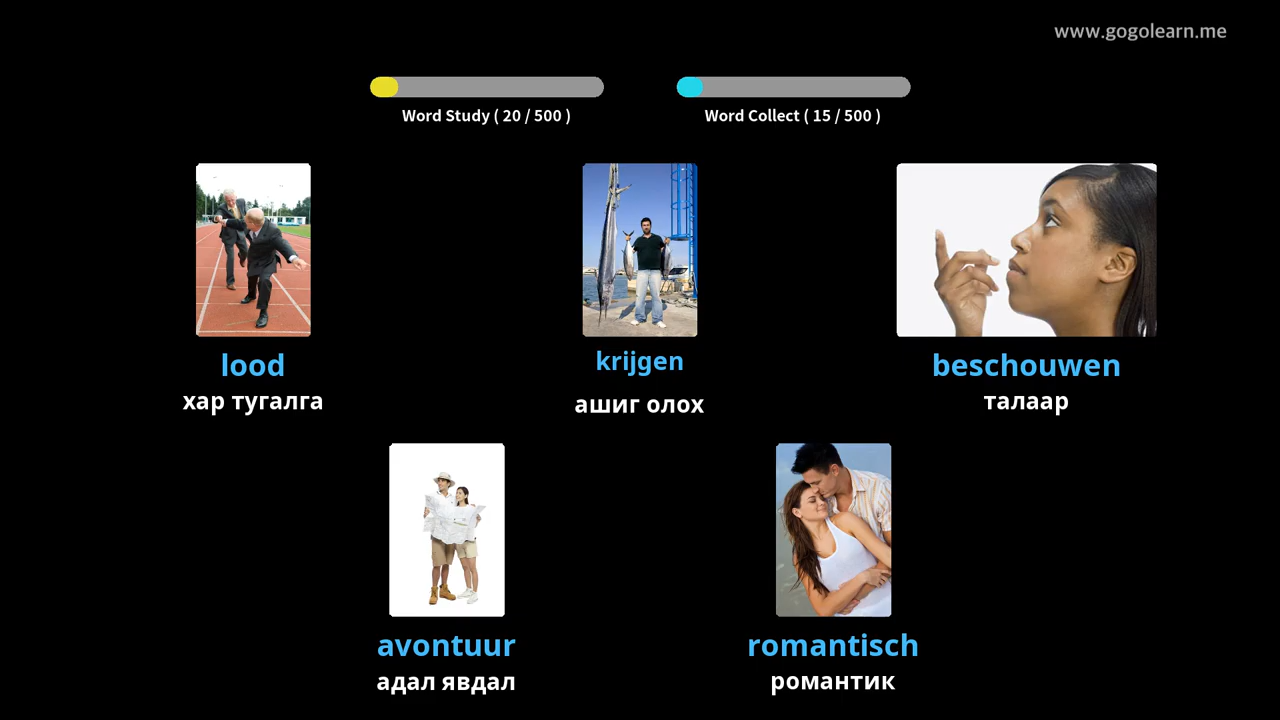 www.gogolearn.me
Word Study ( 20 / 500 )
Word Collect ( 15 / 500 )
lood
хар тугалга
krijgen
ашиг олох
beschouwen
талаар
avontuur
адал явдал
romantisch
романтик